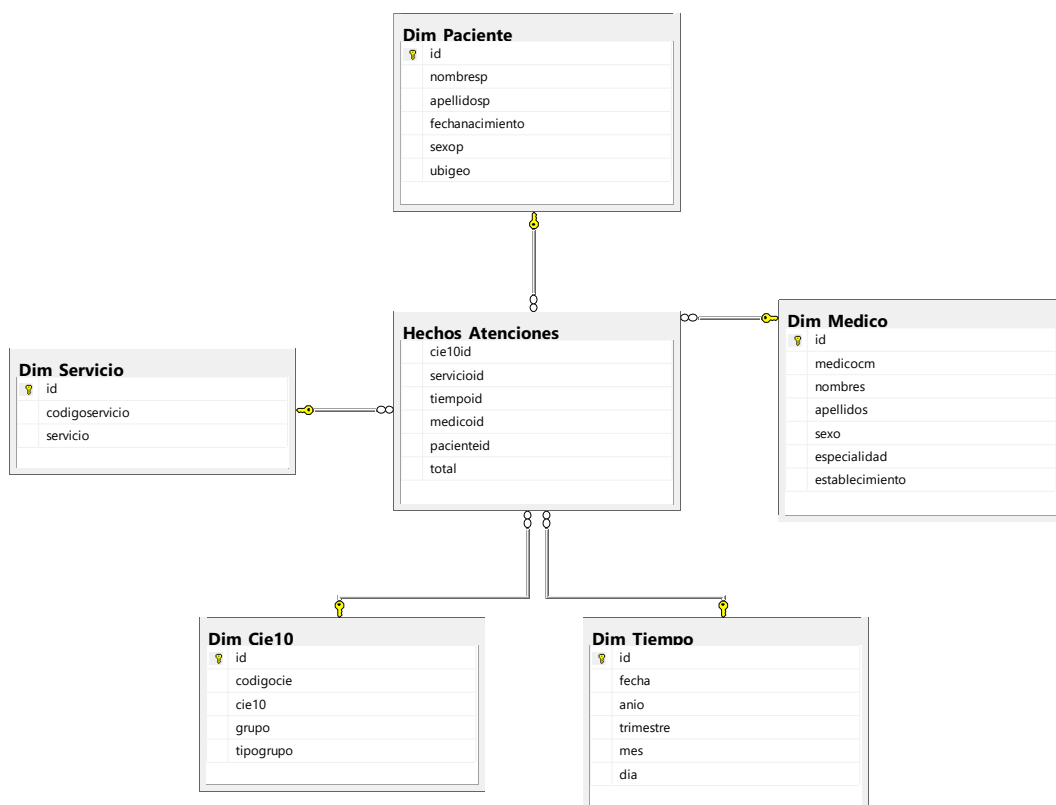 Dim Paciente
id
nombresp
apellidosp
fechanacimiento
sexop
ubigeo
Hechos Atenciones
cie10id
servicioid
tiempoid
medicoid
pacienteid
total
Dim Medico
id
medicocm
nombres
apellidos
sexo
especialidad
establecimiento
Dim Servicio
id
codigoservicio
servicio
Dim Cie10
id
codigocie
cie10
grupo
tipogrupo
Dim Tiempo
id
fecha
anio
trimestre
mes
dia